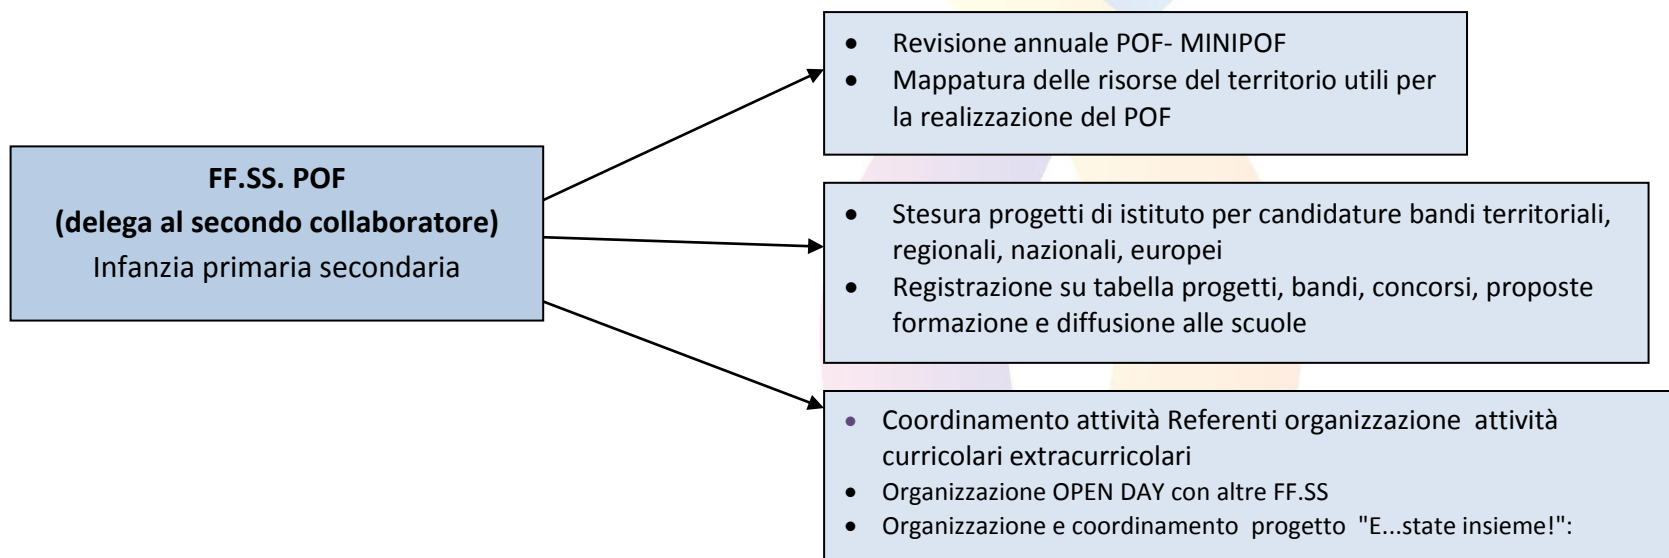 FF.SS. POF
(delega al secondo collaboratore)
Infanzia primaria secondaria
• Revisione annuale POF- MINIPOF
• Mappatura delle risorse del territorio utili per
la realizzazione del POF
• Stesura progetti di istituto per candidature bandi territoriali,
regionali, nazionali, europei
• Registrazione su tabella progetti, bandi, concorsi, proposte
formazione e diffusione alle scuole
• Coordinamento attività Referenti organizzazione  attività
curricolari extracurricolari
• Organizzazione OPEN DAY con altre FF.SS
• Organizzazione e coordinamento  progetto  "E...state insieme!":